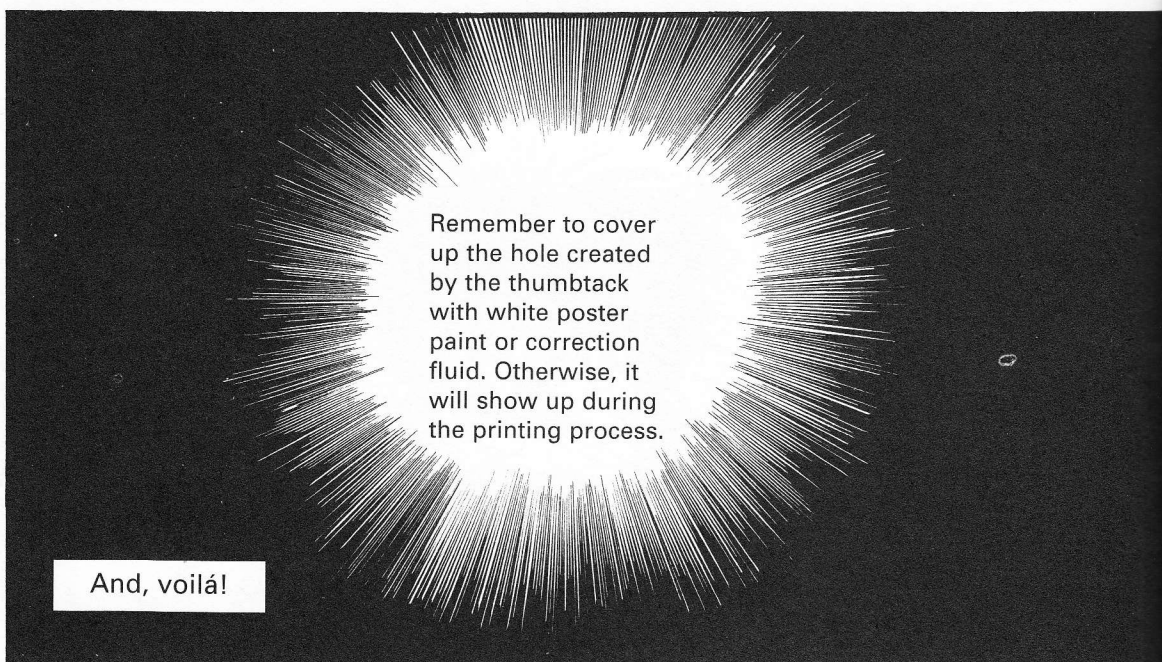 Remember to cover
up the hole created
by the thumbtack
with white poster
paint or correction
fluid. Otherwise, it
will show up during
the printing process.
And, voilá!